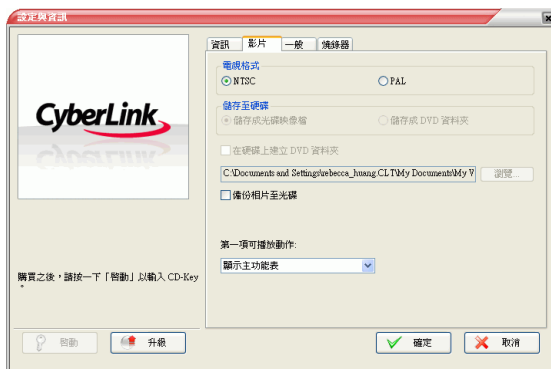 設定與資訊
CyberLink
購買之後，請按一下「啓動」以輸入 CD-Key
。
啓動
升級
資訊 影片 一般 燒錄器
電視格式
NTSC PAL
儲存至硬碟
儲存成光碟映像檔 儲存成 DVD 資料夾
在硬碟上建立 DVD 資料夾
C:\Documents and Settings\rebecca_huang.CLT\My Documents\My V 瀏覽...
備份相片至光碟
第一項可播放動作:
顯示主功能表
確定 取消